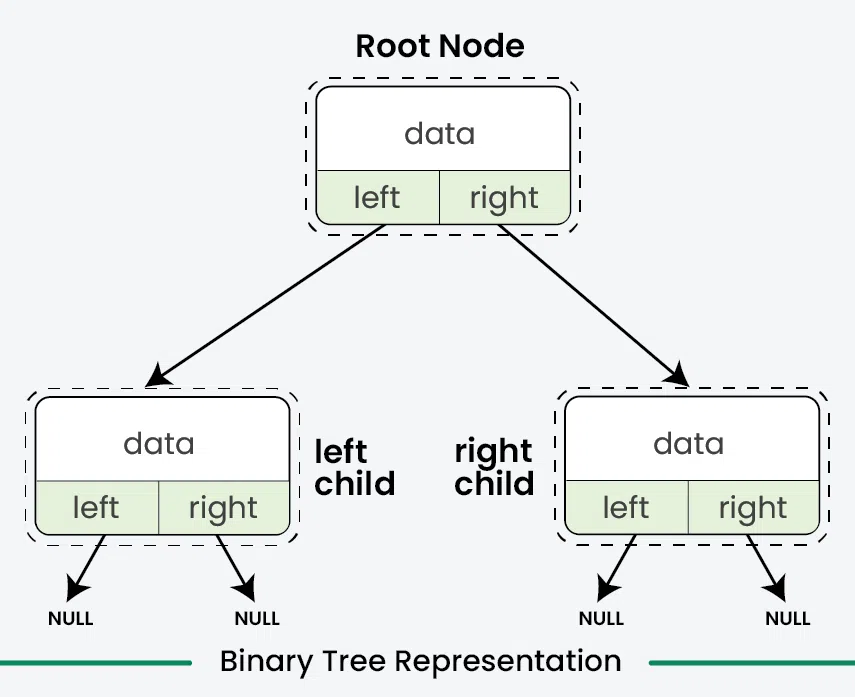 Root Node
data
left right
data
left right
left
child
right
child
data
left right
NULL NULL NULL NULL
Binary Tree Representation